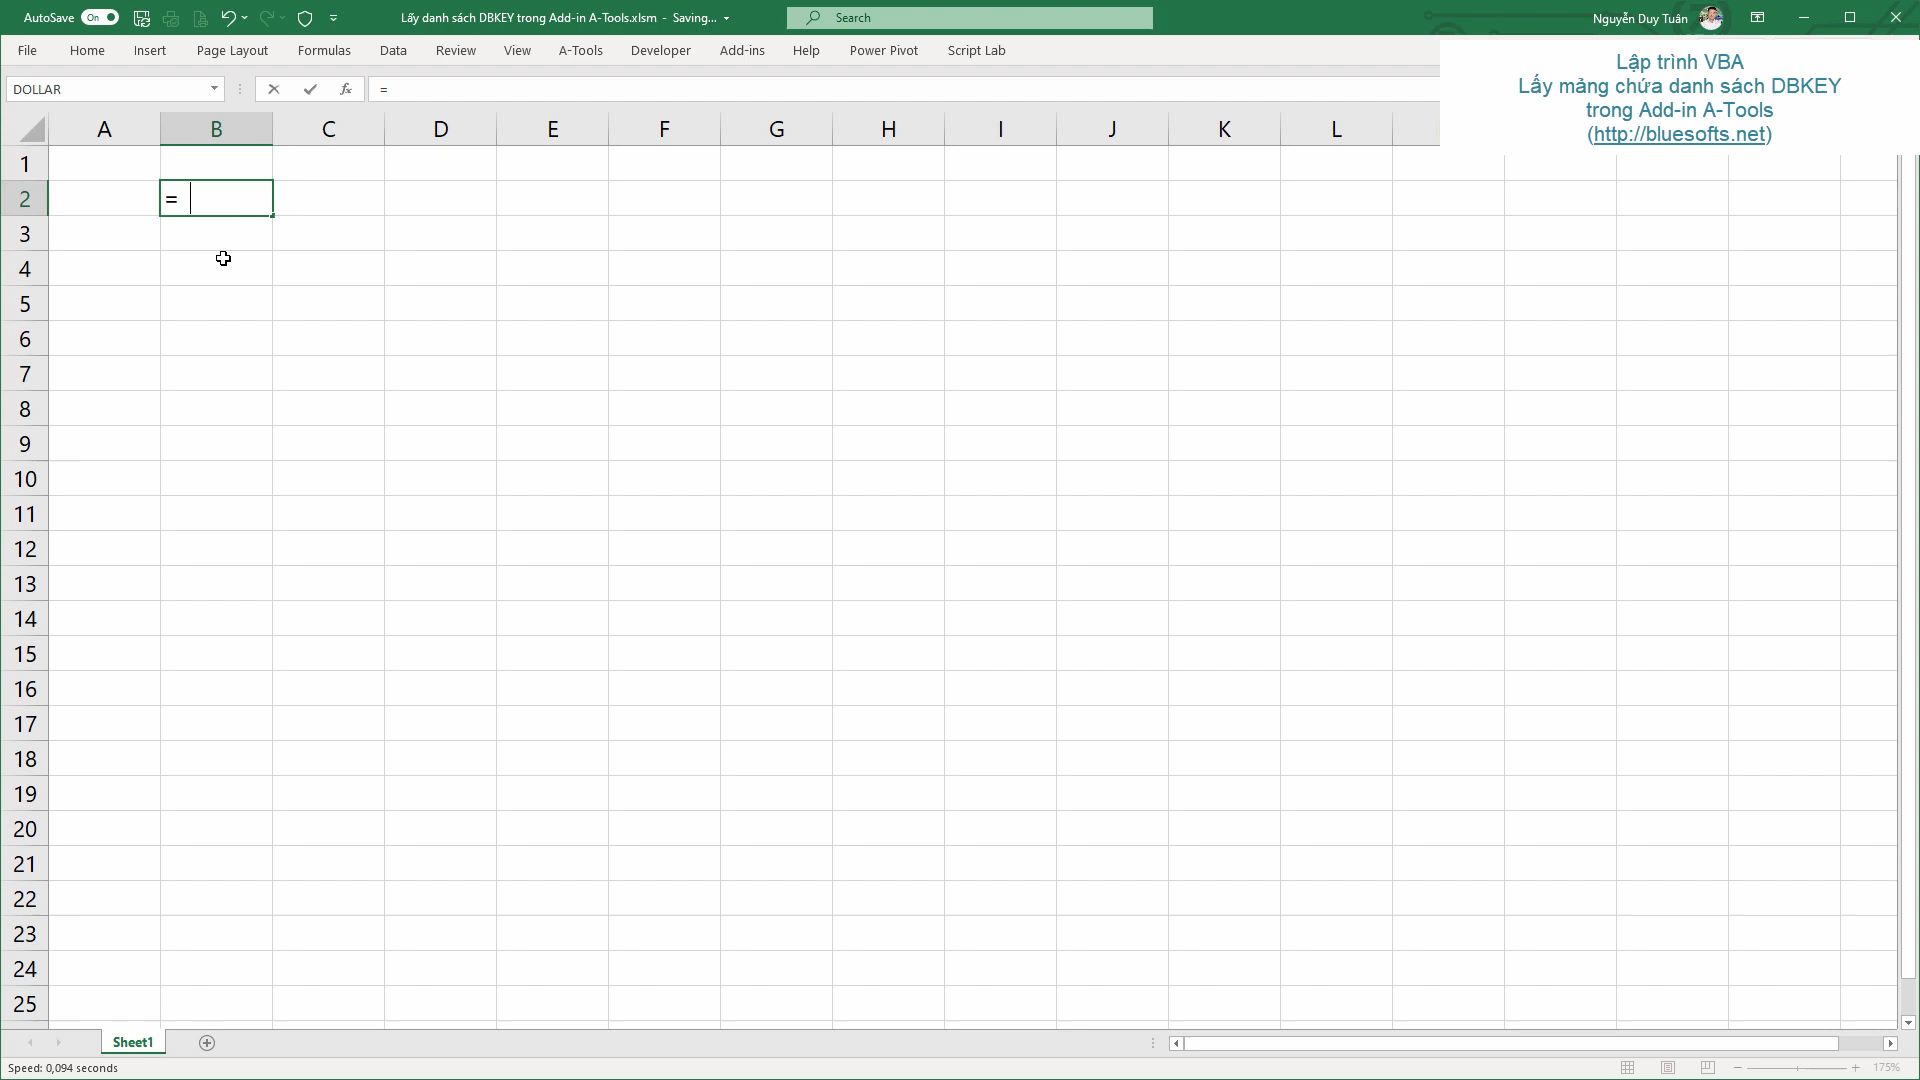 AutoSave On Lấy danh sách DBKEY trong Add-in A-Tools.xlsm - Saving... Search Nguyễn Duy Tuân
File Home Insert Page Layout Formulas Data Review View A-Tools Developer Add-ins Help Power Pivot Script Lab
Lập trình VBA
Lấy mảng chứa danh sách DBKEY
trong Add-in A-Tools
(http://bluesofts.net)
DOLLAR fx =
A B C D E F G H I J K L
1
2 =
3
4
5
6
7
8
9
10
11
12
13
14
15
16
17
18
19
20
21
22
23
24
25
Sheet1
Speed: 0,094 seconds 175%